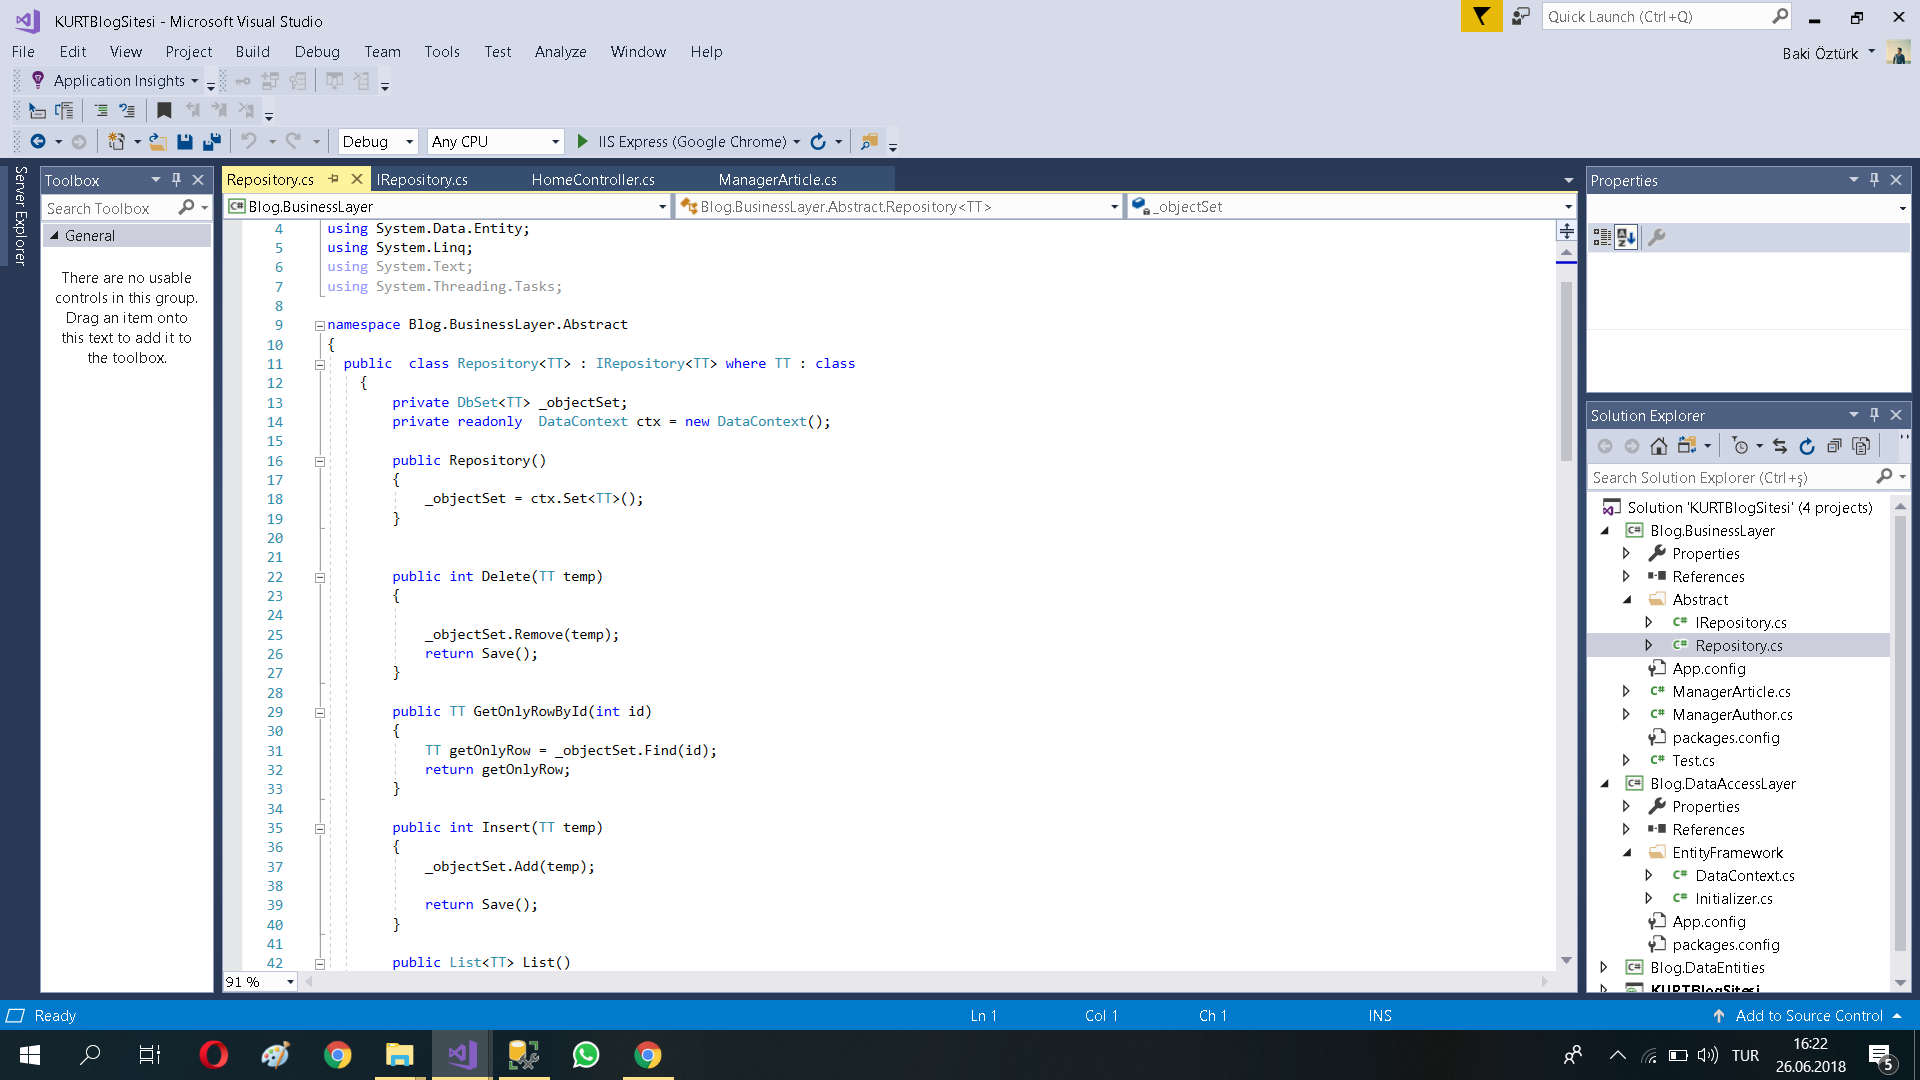 KURTBlogSitesi - Microsoft Visual Studio
Quick Launch (Ctrl+Q)
File Edit View Project Build Debug Team Tools Test Analyze Window Help
Baki Öztürk
Application Insights
Debug Any CPU IIS Express (Google Chrome)
Server Explorer
Toolbox
Search Toolbox
General
There are no usable
controls in this group.
Drag an item onto
this text to add it to
the toolbox.
Repository.cs IRepository.cs HomeController.cs ManagerArticle.cs
Blog.BusinessLayer Blog.BusinessLayer.Abstract.Repository<TT> _objectSet
4 using System.Data.Entity;
5 using System.Linq;
6 using System.Text;
7 using System.Threading.Tasks;
8
9 namespace Blog.BusinessLayer.Abstract
10 {
11 public  class Repository<TT> : IRepository<TT> where TT : class
12 {
13 private DbSet<TT> _objectSet;
14 private readonly  DataContext ctx = new DataContext();
15
16 public Repository()
17 {
18 _objectSet = ctx.Set<TT>();
19 }
20
21
22 public int Delete(TT temp)
23 {
24
25 _objectSet.Remove(temp);
26 return Save();
27 }
28
29 public TT GetOnlyRowById(int id)
30 {
31 TT getOnlyRow = _objectSet.Find(id);
32 return getOnlyRow;
33 }
34
35 public int Insert(TT temp)
36 {
37 _objectSet.Add(temp);
38
39 return Save();
40 }
41
42 public List<TT> List()
91 %
Properties
Solution Explorer
Search Solution Explorer (Ctrl+ş)
Solution 'KURTBlogSitesi' (4 projects)
Blog.BusinessLayer
Properties
References
Abstract
IRepository.cs
Repository.cs
App.config
ManagerArticle.cs
ManagerAuthor.cs
packages.config
Test.cs
Blog.DataAccessLayer
Properties
References
EntityFramework
DataContext.cs
Initializer.cs
App.config
packages.config
Blog.DataEntities
KURTBlogSitesi
Ready Ln 1 Col 1 Ch 1 INS Add to Source Control
TUR
16:22
26.06.2018
5